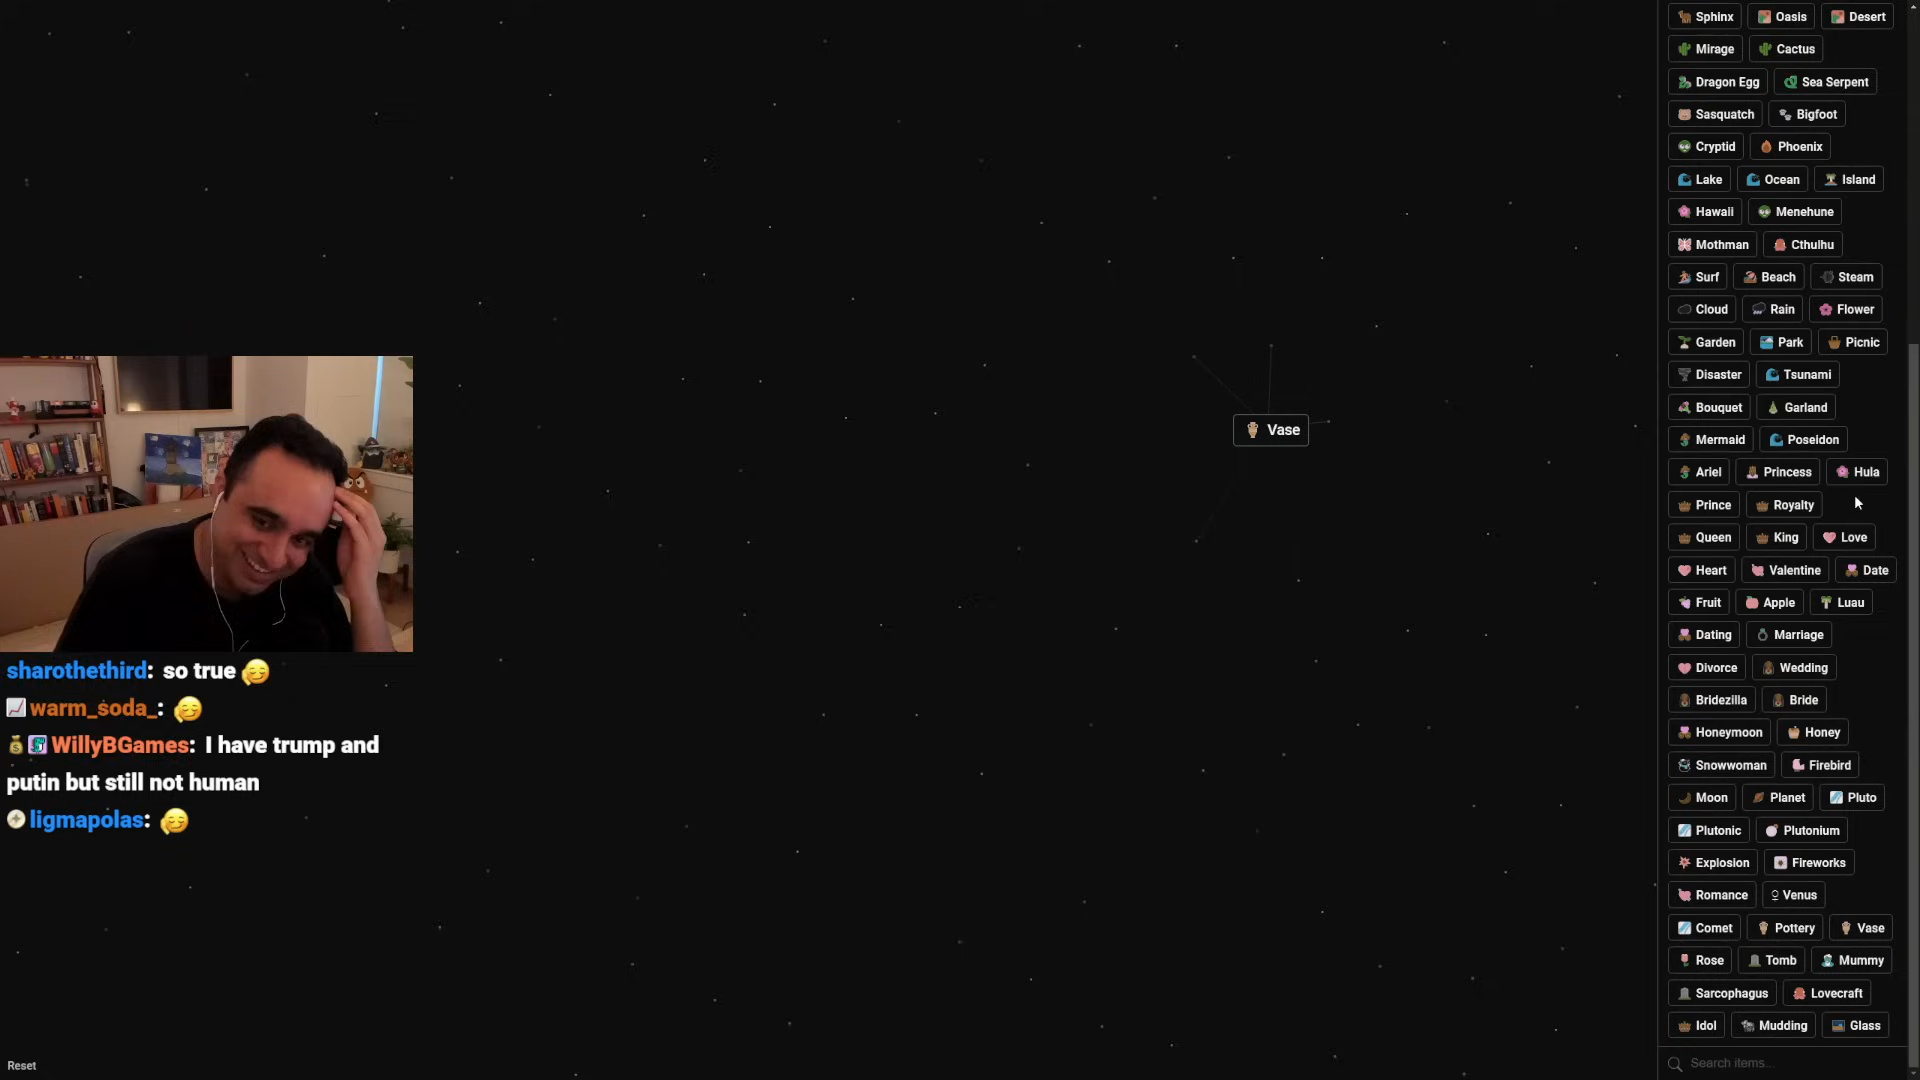 Sphinx Oasis Desert
Mirage Cactus
Dragon Egg Sea Serpent
Sasquatch Bigfoot
Cryptid Phoenix
Lake Ocean Island
Hawaii Menehune
Mothman Cthulhu
Surf Beach Steam
Cloud Rain Flower
Garden Park Picnic
Disaster Tsunami
Bouquet Garland
Vase
Mermaid Poseidon
Ariel Princess Hula
Prince Royalty
Queen King Love
Heart Valentine Date
Fruit Apple Luau
Dating Marriage
Divorce Wedding
Bridezilla Bride
Honeymoon Honey
Snowwoman Firebird
Moon Planet Pluto
Plutonic Plutonium
Explosion Fireworks
Romance Venus
Comet Pottery Vase
Rose Tomb Mummy
Sarcophagus Lovecraft
Idol Mudding Glass
Search items...
sharothethird: so true
warm_soda_:
WillyBGames: I have trump and
putin but still not human
ligmapolas:
Reset